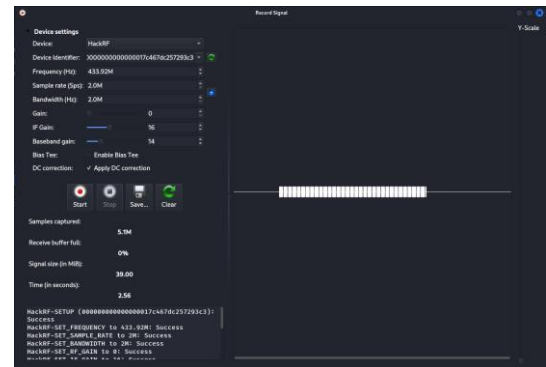 Record Signal
Device settings
Device: HackRF
Device Identifier: 0000000000000017c467dc257293c3
Frequency (Hz): 433.92M
Sample rate (Sps): 2.0M
Bandwidth (Hz): 2.0M
Gain: 0
IF Gain: 16
Baseband gain: 14
Bias Tee: Enable Bias Tee
DC correction: ✓ Apply DC correction
Start Stop Save... Clear
Samples captured:
5.1M
Receive buffer full:
0%
Signal size (in MiB):
39.00
Time (in seconds):
2.56
HackRF-SETUP (0000000000000017c467dc257293c3):
Success
HackRF-SET_FREQUENCY to 433.92M: Success
HackRF-SET_SAMPLE_RATE to 2M: Success
HackRF-SET_BANDWIDTH to 2M: Success
HackRF-SET_RF_GAIN to 0: Success
Y-Scale